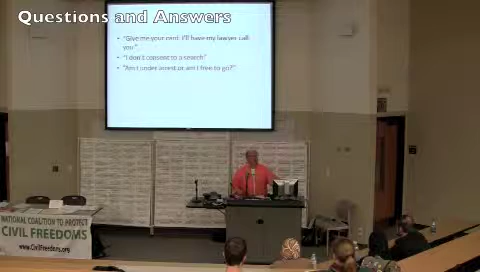 Questions and Answers
• "Give me your card. I'll have my lawyer call
you".
• "I don't consent to a search"
• "Am I under arrest or am I free to go?"
NATIONAL COALITION TO PROTECT
CIVIL FREEDOMS
www.CivilFreedoms.org